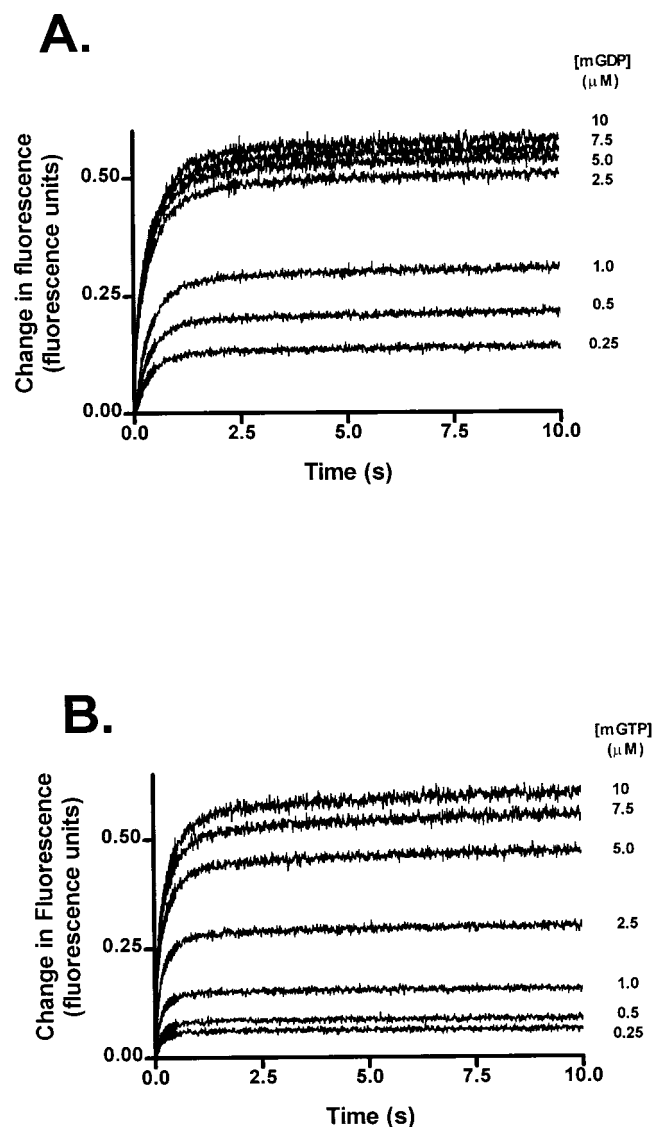 A.
[mGDP]
(μM)
10
7.5
5.0
2.5
1.0
0.5
0.25
Change in fluorescence
(fluorescence units)
0.50
0.25
0.00
0.0 2.5 5.0 7.5 10.0
Time (s)
B.
[mGTP]
(μM)
10
7.5
5.0
2.5
1.0
0.5
0.25
Change in Fluorescence
(fluorescence units)
0.50
0.25
0.00
0.0 2.5 5.0 7.5 10.0
Time (s)